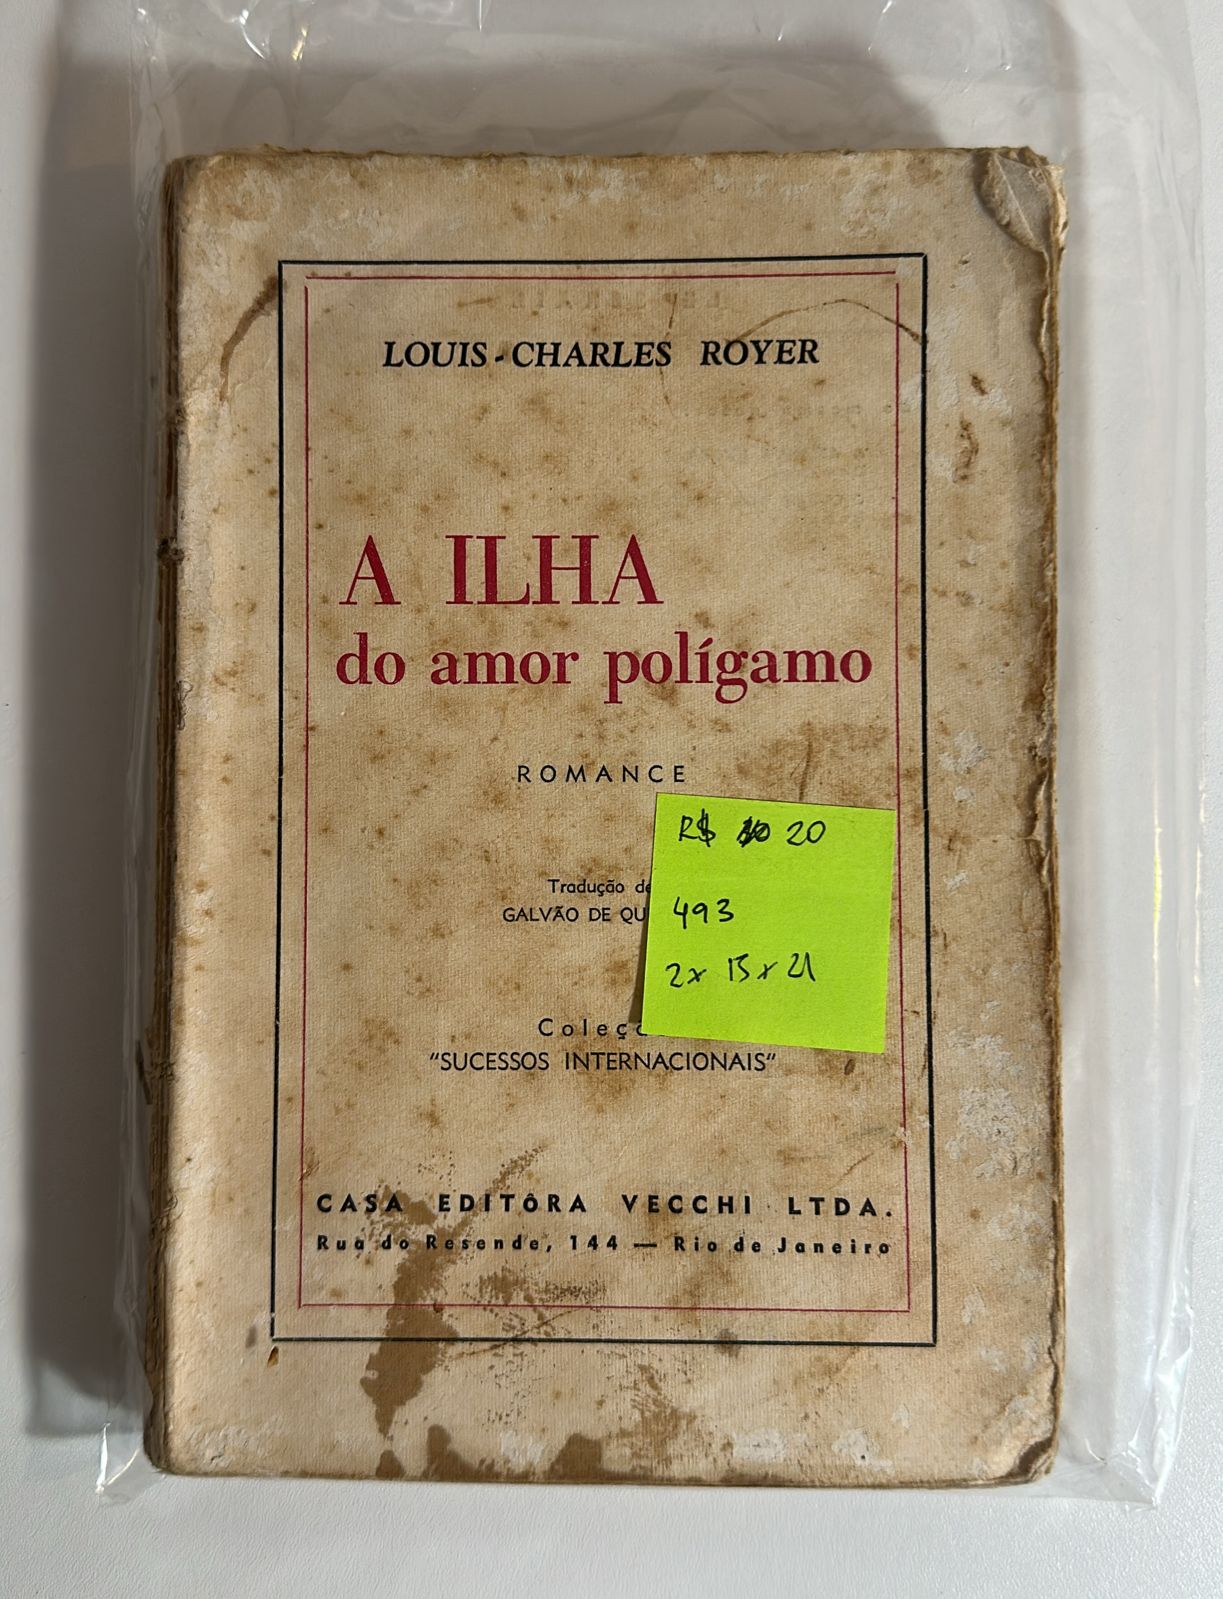 LOUIS-CHARLES ROYER
A ILHA
do amor polígamo
ROMANCE
Tradução de
GALVÃO DE QU
Coleç
"SUCESSOS INTERNACIONAIS"
CASA EDITÔRA VECCHI LTDA.
Rua do Resende, 144 — Rio de Janeiro
R$ 20
493
2x 15x 21